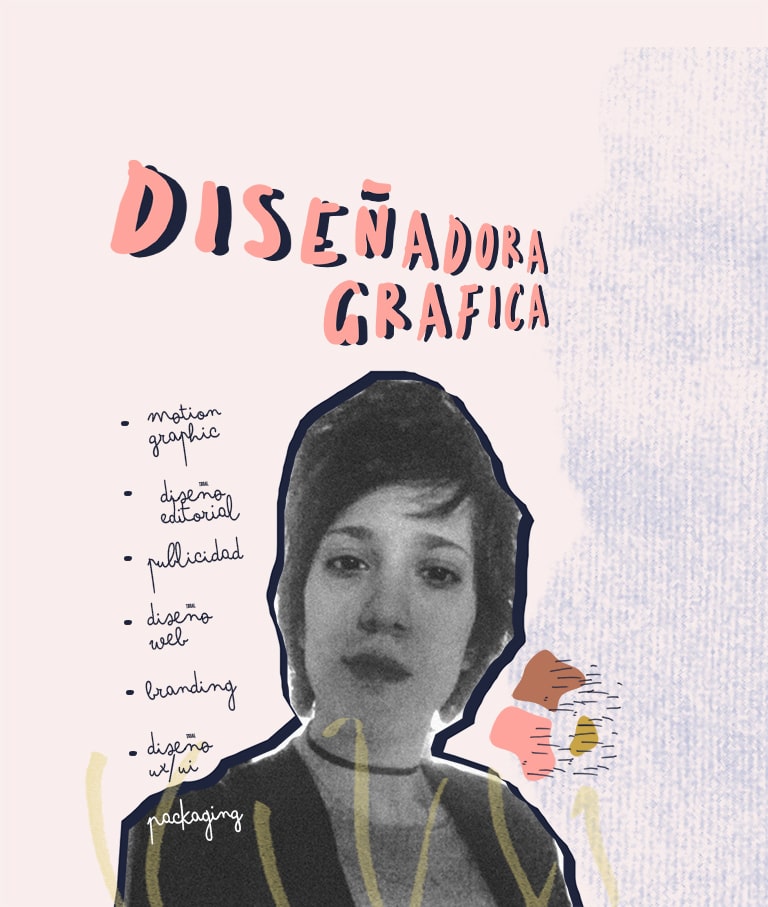 DISEÑADORA
GRAFICA
- motion
graphic
- diseño
editorial
- publicidad
- diseño
web
- branding
- diseño
ux/ui
packaging